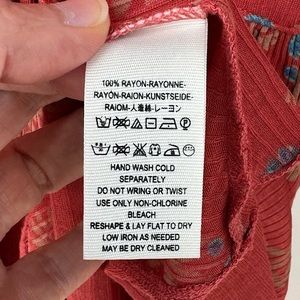 100% RAYON-RAYONNE-
RAYÓN-RAION-KUNSTSEIDE-
RAIOM-人造絲-レーヨン
HAND WASH COLD
SEPARATELY
DO NOT WRING OR TWIST
USE ONLY NON-CHLORINE
BLEACH
RESHAPE & LAY FLAT TO DRY
LOW IRON AS NEEDED
MAY BE DRY CLEANED